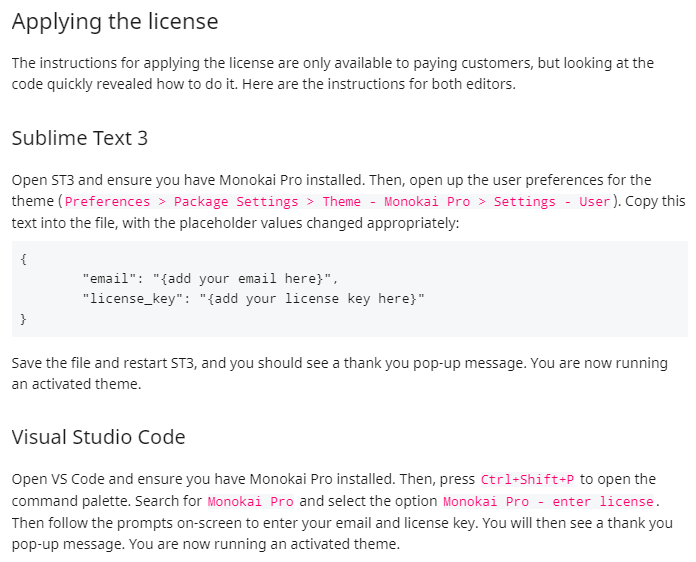 Applying the license
The instructions for applying the license are only available to paying customers, but looking at the
code quickly revealed how to do it. Here are the instructions for both editors.
Sublime Text 3
Open ST3 and ensure you have Monokai Pro installed. Then, open up the user preferences for the
theme (Preferences > Package Settings > Theme - Monokai Pro > Settings - User). Copy this
text into the file, with the placeholder values changed appropriately:
{
        "email": "{add your email here}",
        "license_key": "{add your license key here}"
}
Save the file and restart ST3, and you should see a thank you pop-up message. You are now running
an activated theme.
Visual Studio Code
Open VS Code and ensure you have Monokai Pro installed. Then, press Ctrl+Shift+P to open the
command palette. Search for Monokai Pro and select the option Monokai Pro - enter license.
Then follow the prompts on-screen to enter your email and license key. You will then see a thank you
pop-up message. You are now running an activated theme.